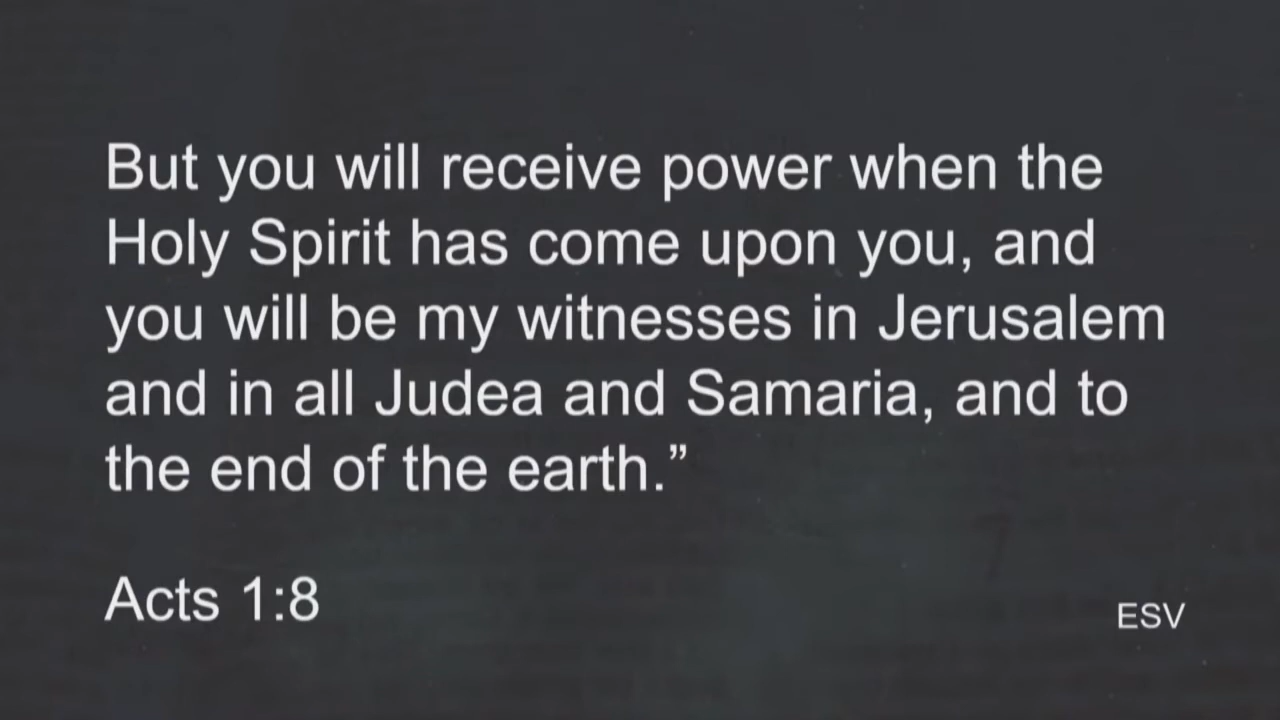 But you will receive power when the
Holy Spirit has come upon you, and
you will be my witnesses in Jerusalem
and in all Judea and Samaria, and to
the end of the earth.”
Acts 1:8
ESV